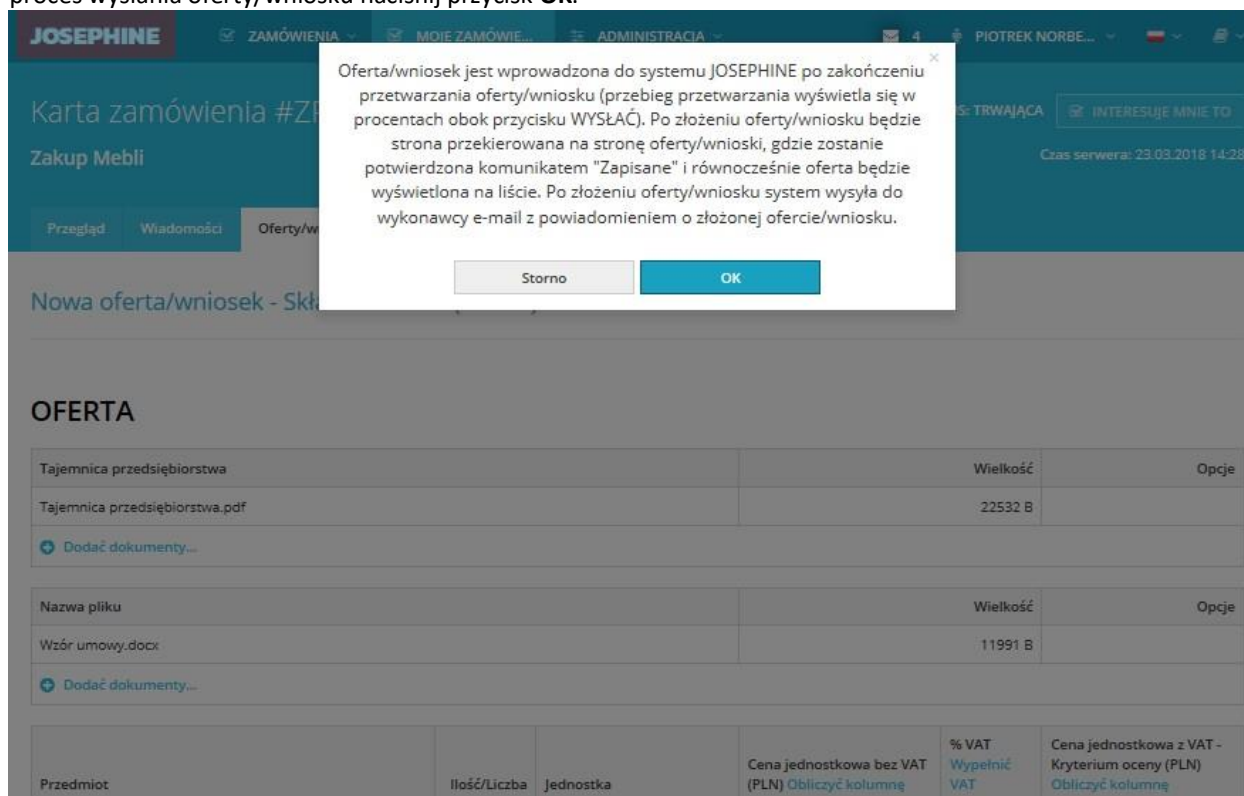 proces wysłania oferty/wniosku naciśnij przycisk OK.
JOSEPHINE ZAMÓWIENIA MOJE ZAMÓWIE... ADMINISTRACJA 4 PIOTREK NORBE...
Oferta/wniosek jest wprowadzona do systemu JOSEPHINE po zakończeniu
przetwarzania oferty/wniosku (przebieg przetwarzania wyświetla się w
procentach obok przycisku WYSŁAĆ). Po złożeniu oferty/wniosku będzie
strona przekierowana na stronę oferty/wnioski, gdzie zostanie
potwierdzona komunikatem "Zapisane" i równocześnie oferta będzie
wyświetlona na liście. Po złożeniu oferty/wniosku system wysyła do
wykonawcy e-mail z powiadomieniem o złożonej ofercie/wniosku.
Storno OK
Karta zamówienia TRWAJĄCA INTERESUJE MNIE TO
Zakup Mebli Czas serwera: 23.03.2018 14:28
Przegląd Wiadomości
Nowa oferta/wniosek -
OFERTA
Tajemnica przedsiębiorstwa Wielkość Opcje
Tajemnica przedsiębiorstwa.pdf 22532 B
Dodać dokumenty...
Nazwa pliku Wielkość Opcje
Wzór umowy.docx 11991 B
Dodać dokumenty...
Przedmiot Ilość/Liczba Jednostka
Cena jednostkowa bez VAT
(PLN) Obliczyć kolumnę
% VAT
Wypełnić
VAT
Cena jednostkowa z VAT -
Kryterium oceny (PLN)
Obliczyć kolumnę